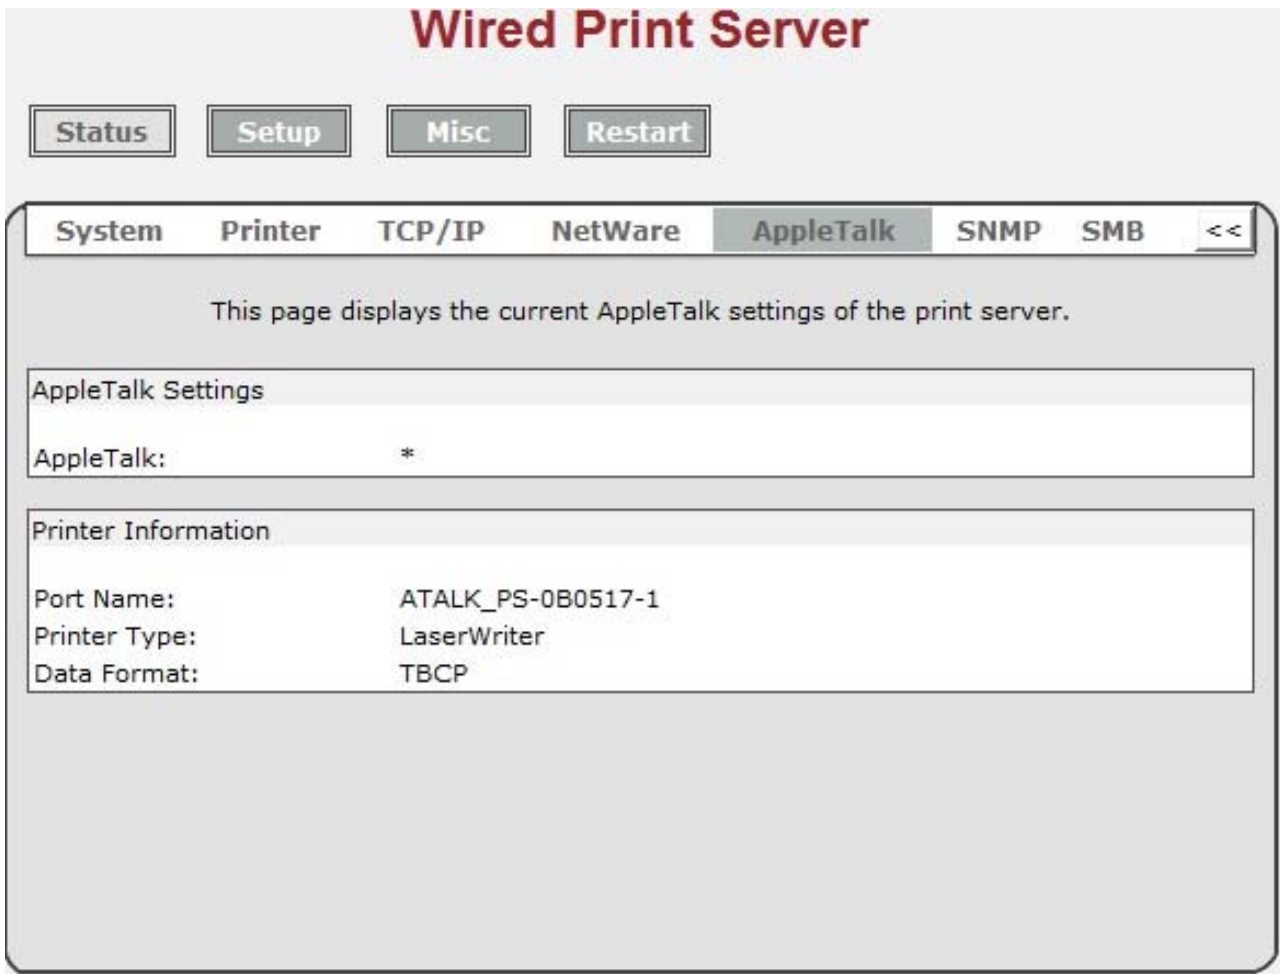 Wired Print Server
Status Setup Misc Restart
System Printer TCP/IP NetWare AppleTalk SNMP SMB <<
This page displays the current AppleTalk settings of the print server.
AppleTalk Settings
AppleTalk: *
Printer Information
Port Name: ATALK_PS-0B0517-1
Printer Type: LaserWriter
Data Format: TBCP